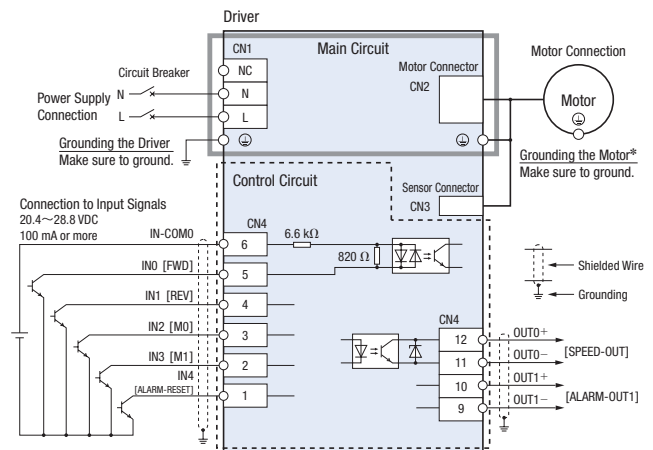 Driver
CN1
Main Circuit
Motor Connection
NC
Motor Connector
CN2
Circuit Breaker
Power Supply
Connection
N
N
L
L
Motor
Grounding the Driver
Make sure to ground.
Grounding the Motor*
Make sure to ground.
Control Circuit
Sensor Connector
CN3
Connection to Input Signals
20.4～28.8 VDC
100 mA or more
IN-COM0
CN4
6
6.6 kΩ
820 Ω
IN0 [FWD]
5
IN1 [REV]
4
IN2 [M0]
3
IN3 [M1]
2
IN4
[ALARM-RESET]
1
Shielded Wire
Grounding
CN4
12
OUT0+
11
OUT0−
[SPEED-OUT]
10
OUT1+
9
OUT1−
[ALARM-OUT1]